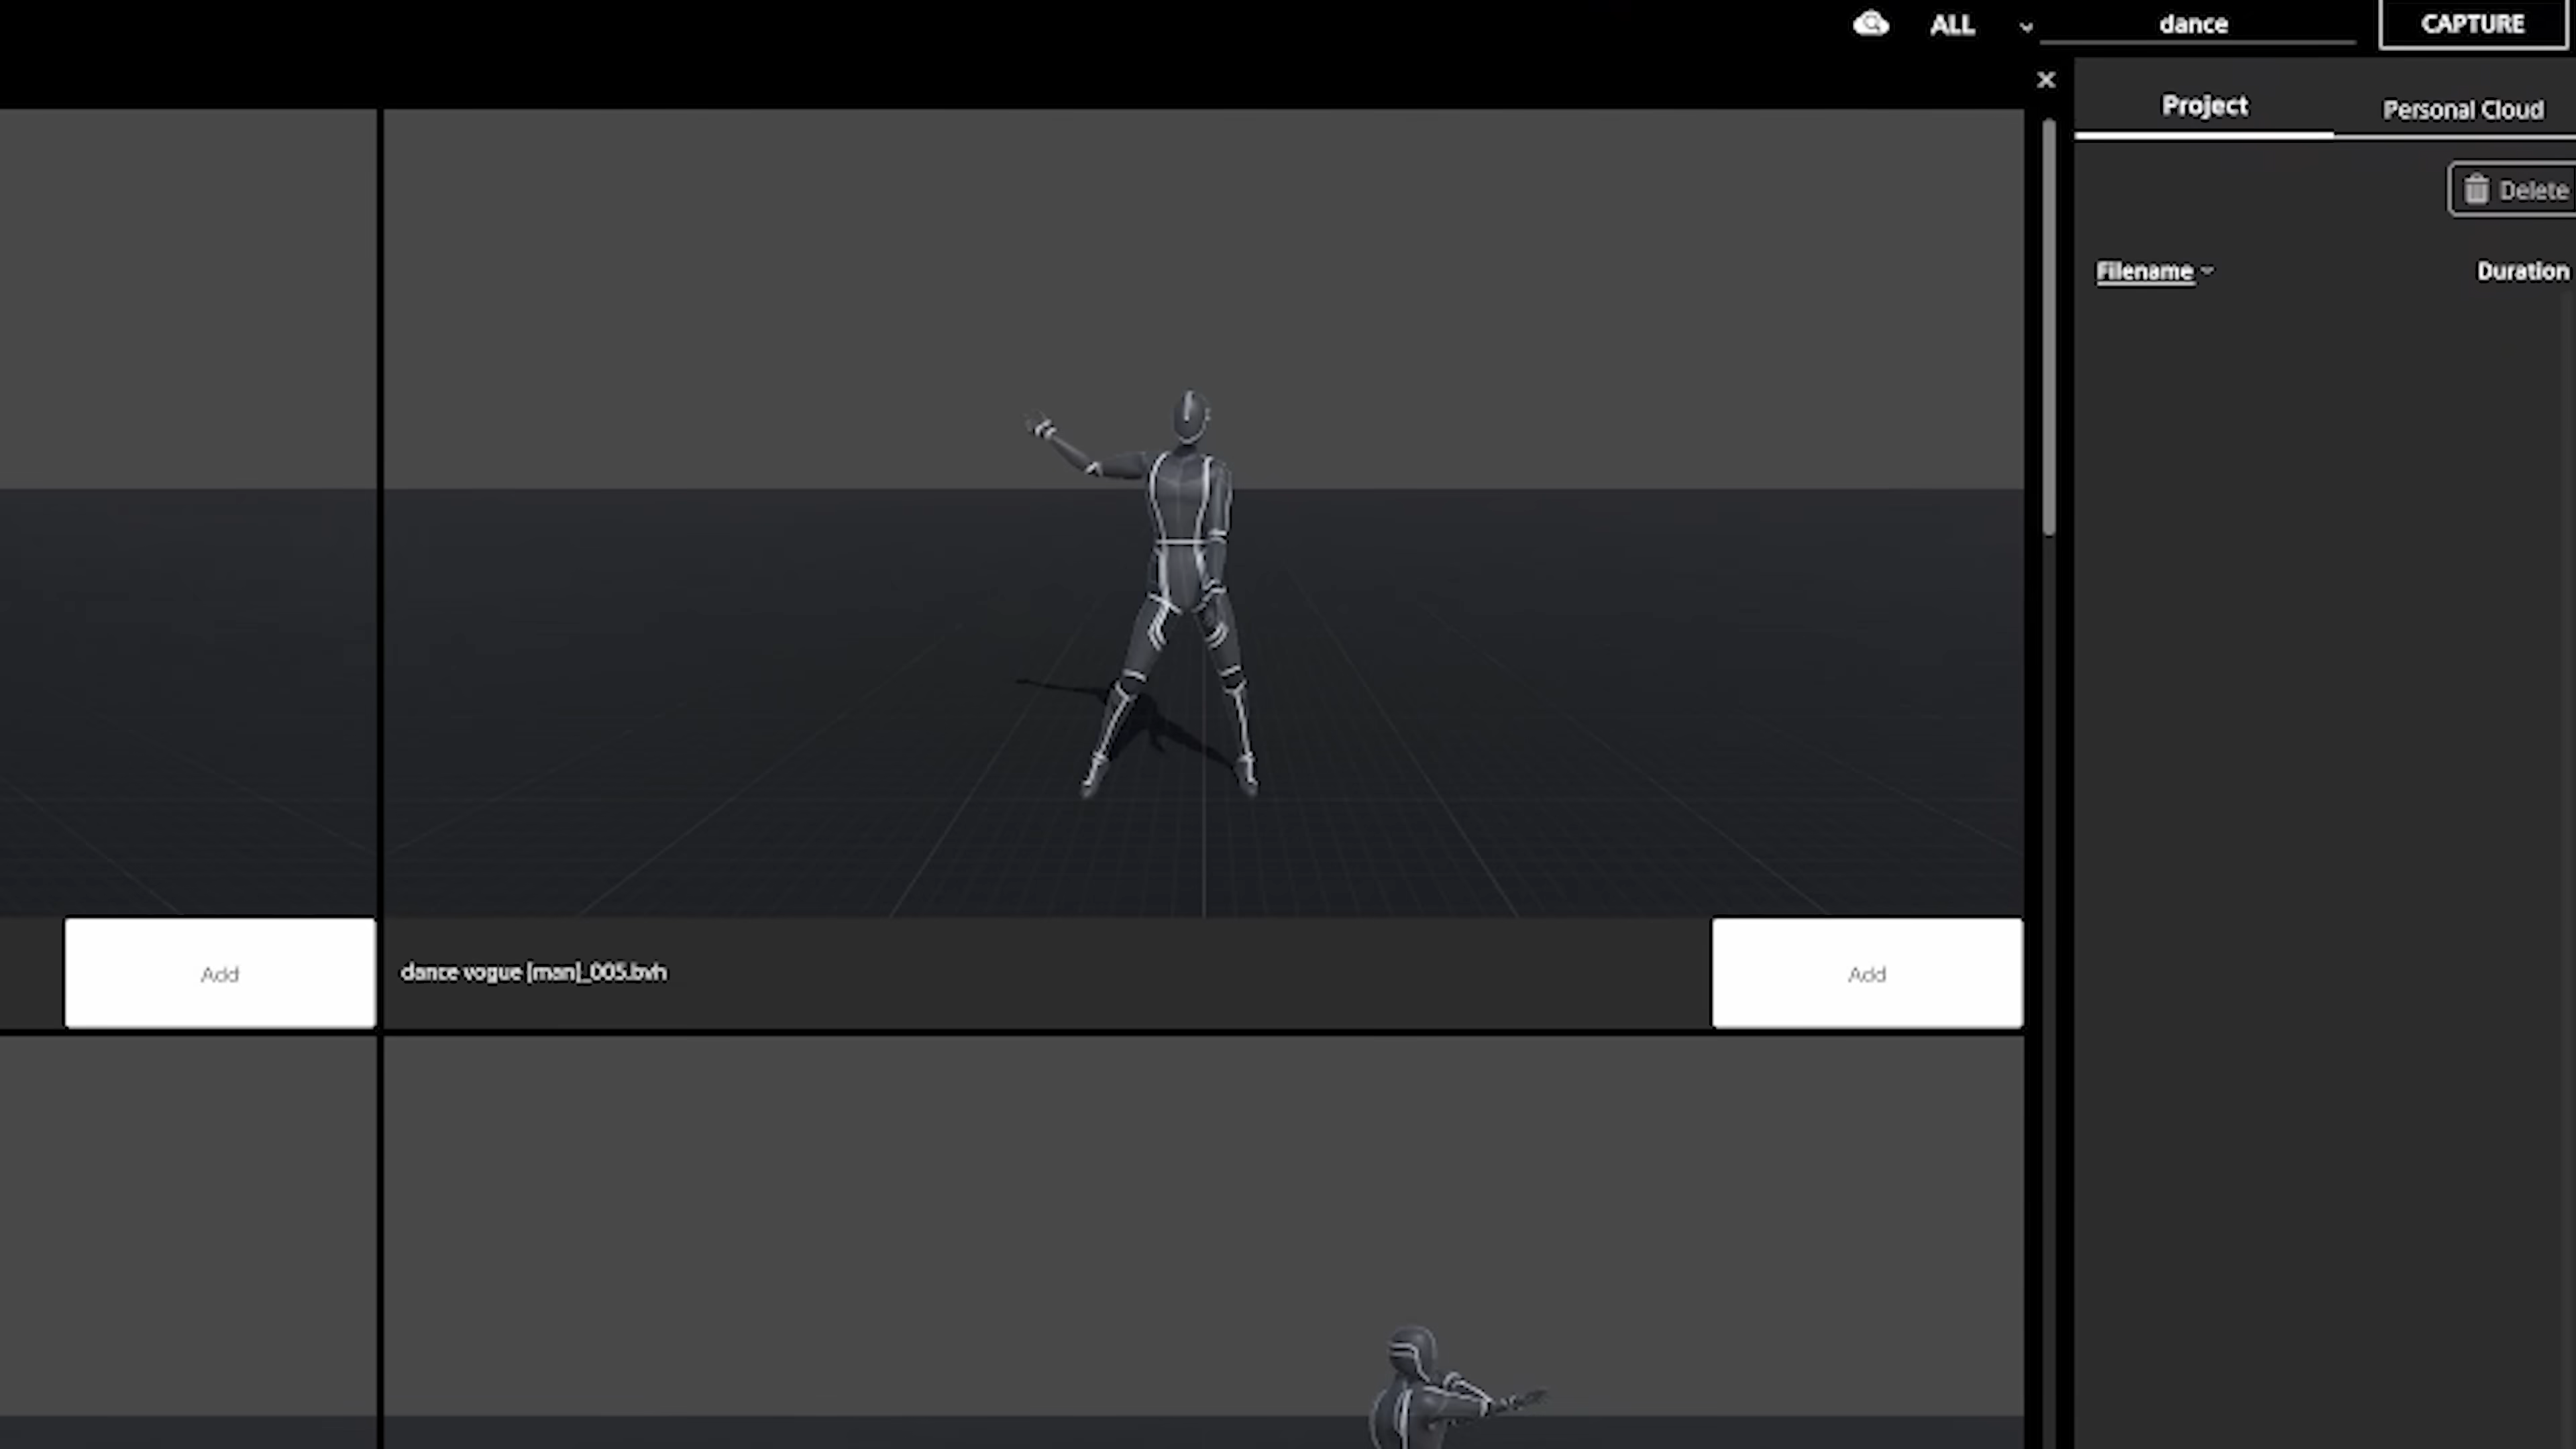 ALL
dance
CAPTURE
Project
Personal Cloud
Delete
Filename
Duration
Add
dance vogue [man]_005.bvh
Add